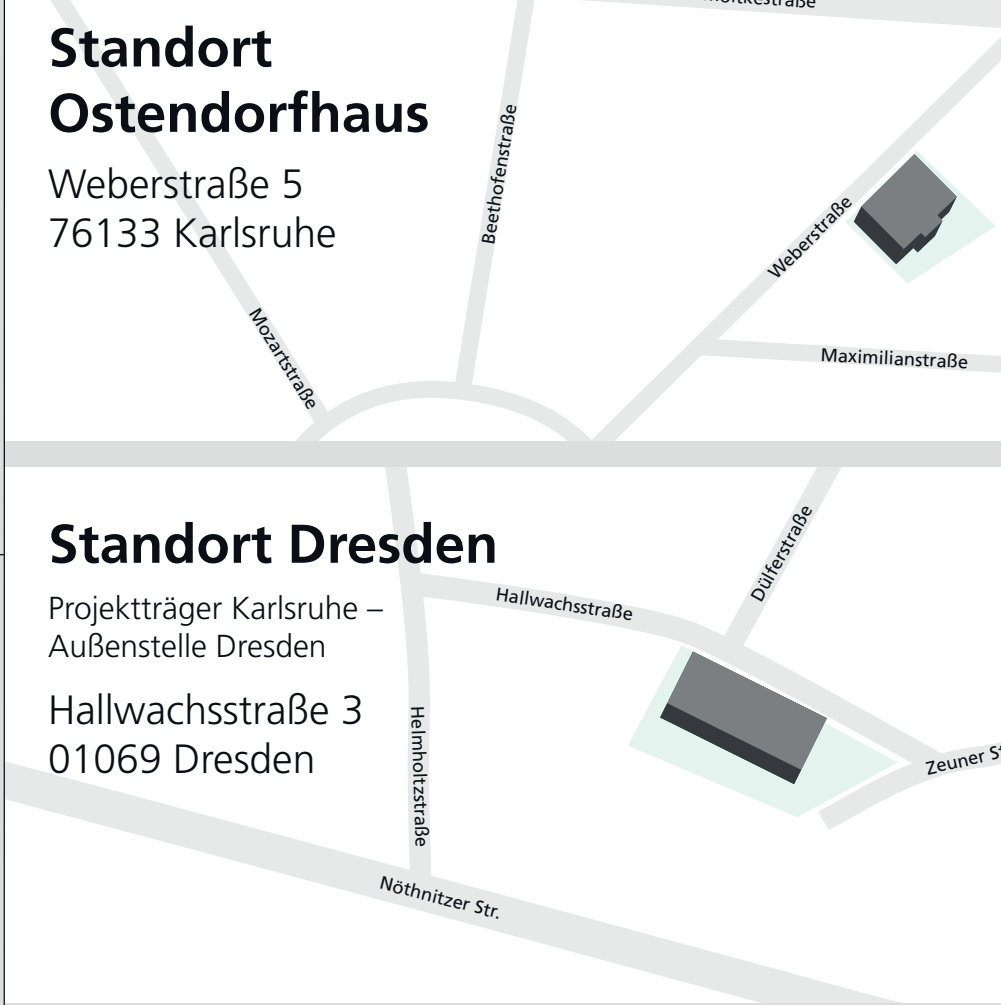 Standort
Ostendorfhaus
Weberstraße 5
76133 Karlsruhe
Beethofenstraße
Weberstraße
Mozartstraße
Maximilianstraße
Standort Dresden
Projektträger Karlsruhe –
Außenstelle Dresden
Hallwachsstraße 3
01069 Dresden
Hallwachsstraße
Dülferstraße
Helmholtzstraße
Zeuner
Nöthnitzer Str.